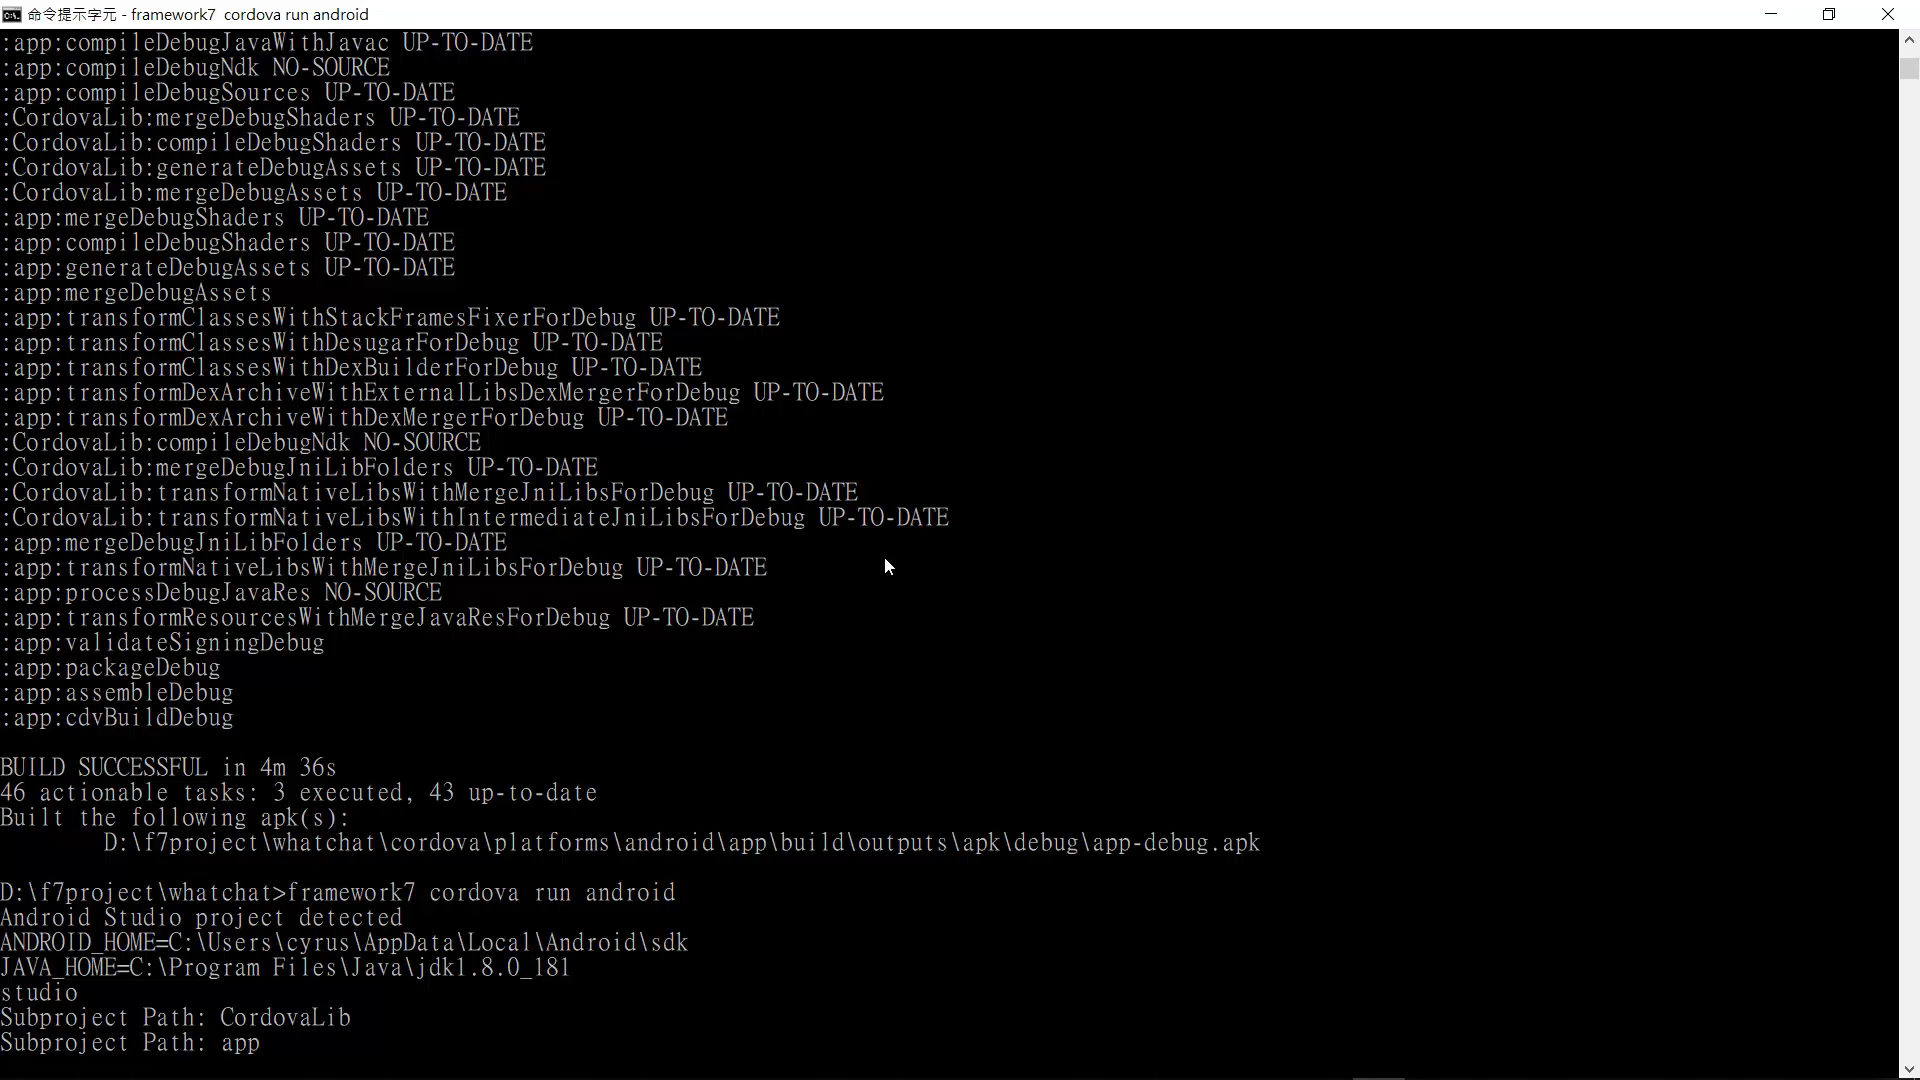 命令提示字元 - framework7  cordova run android
:app:compileDebugJavaWithJavac UP-TO-DATE
:app:compileDebugNdk NO-SOURCE
:app:compileDebugSources UP-TO-DATE
:CordovaLib:mergeDebugShaders UP-TO-DATE
:CordovaLib:compileDebugShaders UP-TO-DATE
:CordovaLib:generateDebugAssets UP-TO-DATE
:CordovaLib:mergeDebugAssets UP-TO-DATE
:app:mergeDebugShaders UP-TO-DATE
:app:compileDebugShaders UP-TO-DATE
:app:generateDebugAssets UP-TO-DATE
:app:mergeDebugAssets
:app:transformClassesWithStackFramesFixerForDebug UP-TO-DATE
:app:transformClassesWithDesugarForDebug UP-TO-DATE
:app:transformClassesWithDexBuilderForDebug UP-TO-DATE
:app:transformDexArchiveWithExternalLibsDexMergerForDebug UP-TO-DATE
:app:transformDexArchiveWithDexMergerForDebug UP-TO-DATE
:CordovaLib:compileDebugNdk NO-SOURCE
:CordovaLib:mergeDebugJniLibFolders UP-TO-DATE
:CordovaLib:transformNativeLibsWithMergeJniLibsForDebug UP-TO-DATE
:CordovaLib:transformNativeLibsWithIntermediateJniLibsForDebug UP-TO-DATE
:app:mergeDebugJniLibFolders UP-TO-DATE
:app:transformNativeLibsWithMergeJniLibsForDebug UP-TO-DATE
:app:processDebugJavaRes NO-SOURCE
:app:transformResourcesWithMergeJavaResForDebug UP-TO-DATE
:app:validateSigningDebug
:app:packageDebug
:app:assembleDebug
:app:cdvBuildDebug
BUILD SUCCESSFUL in 4m 36s
46 actionable tasks: 3 executed, 43 up-to-date
Built the following apk(s):
D:\f7project\whatchat\cordova\platforms\android\app\build\outputs\apk\debug\app-debug.apk
D:\f7project\whatchat>framework7 cordova run android
Android Studio project detected
ANDROID_HOME=C:\Users\cyrus\AppData\Local\Android\sdk
JAVA_HOME=C:\Program Files\Java\jdk1.8.0_181
studio
Subproject Path: CordovaLib
Subproject Path: app